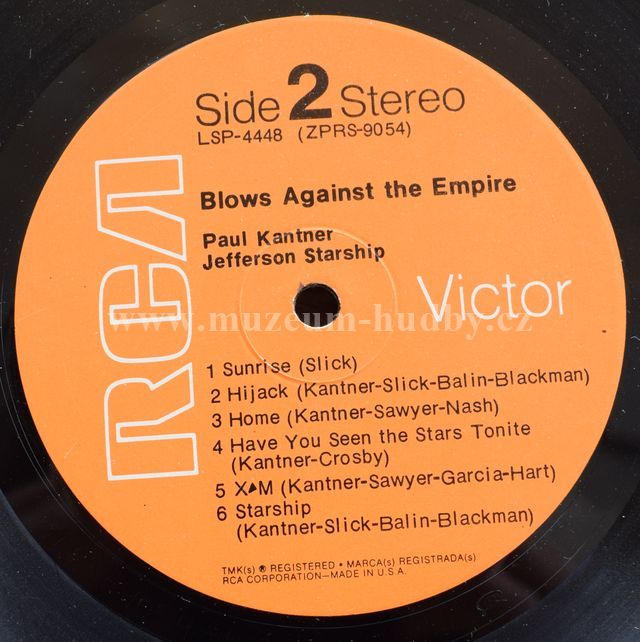 Side 2 Stereo
LSP-4448 (ZPRS-9054)
Blows Against the Empire
Paul Kantner
Jefferson Starship
RCA
Victor
www.muzeum-hudby.cz
1 Sunrise (Slick)
2 Hijack (Kantner-Slick-Balin-Blackman)
3 Home (Kantner-Sawyer-Nash)
4 Have You Seen the Stars Tonite
(Kantner-Crosby)
5 X▲M (Kantner-Sawyer-Garcia-Hart)
6 Starship
(Kantner-Slick-Balin-Blackman)
TMK(s) ® REGISTERED • MARCA(s) REGISTRADA(s)
RCA CORPORATION—MADE IN U.S.A.